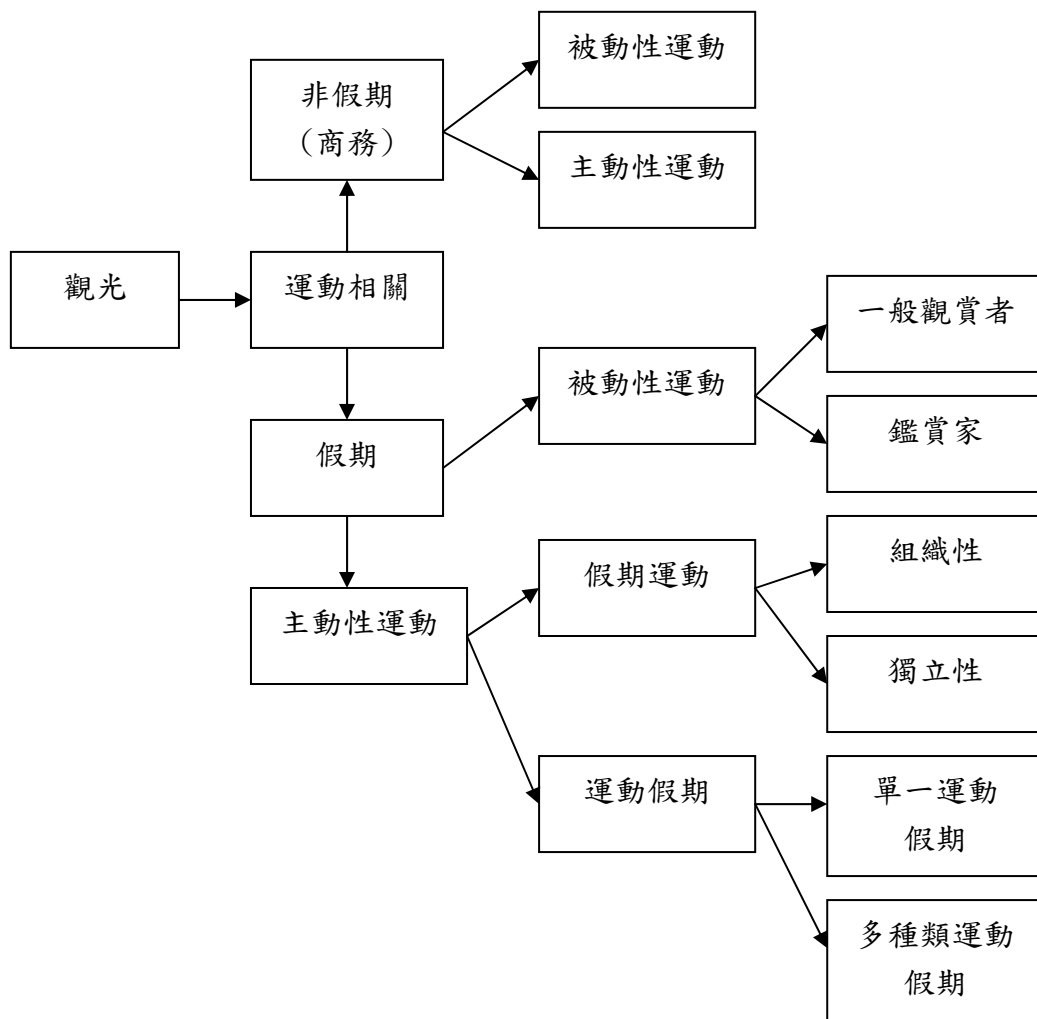 被動性運動
非假期
（商務）
主動性運動
觀光
運動相關
一般觀賞者
被動性運動
鑑賞家
假期
組織性
假期運動
主動性運動
獨立性
運動假期
單一運動
假期
多種類運動
假期